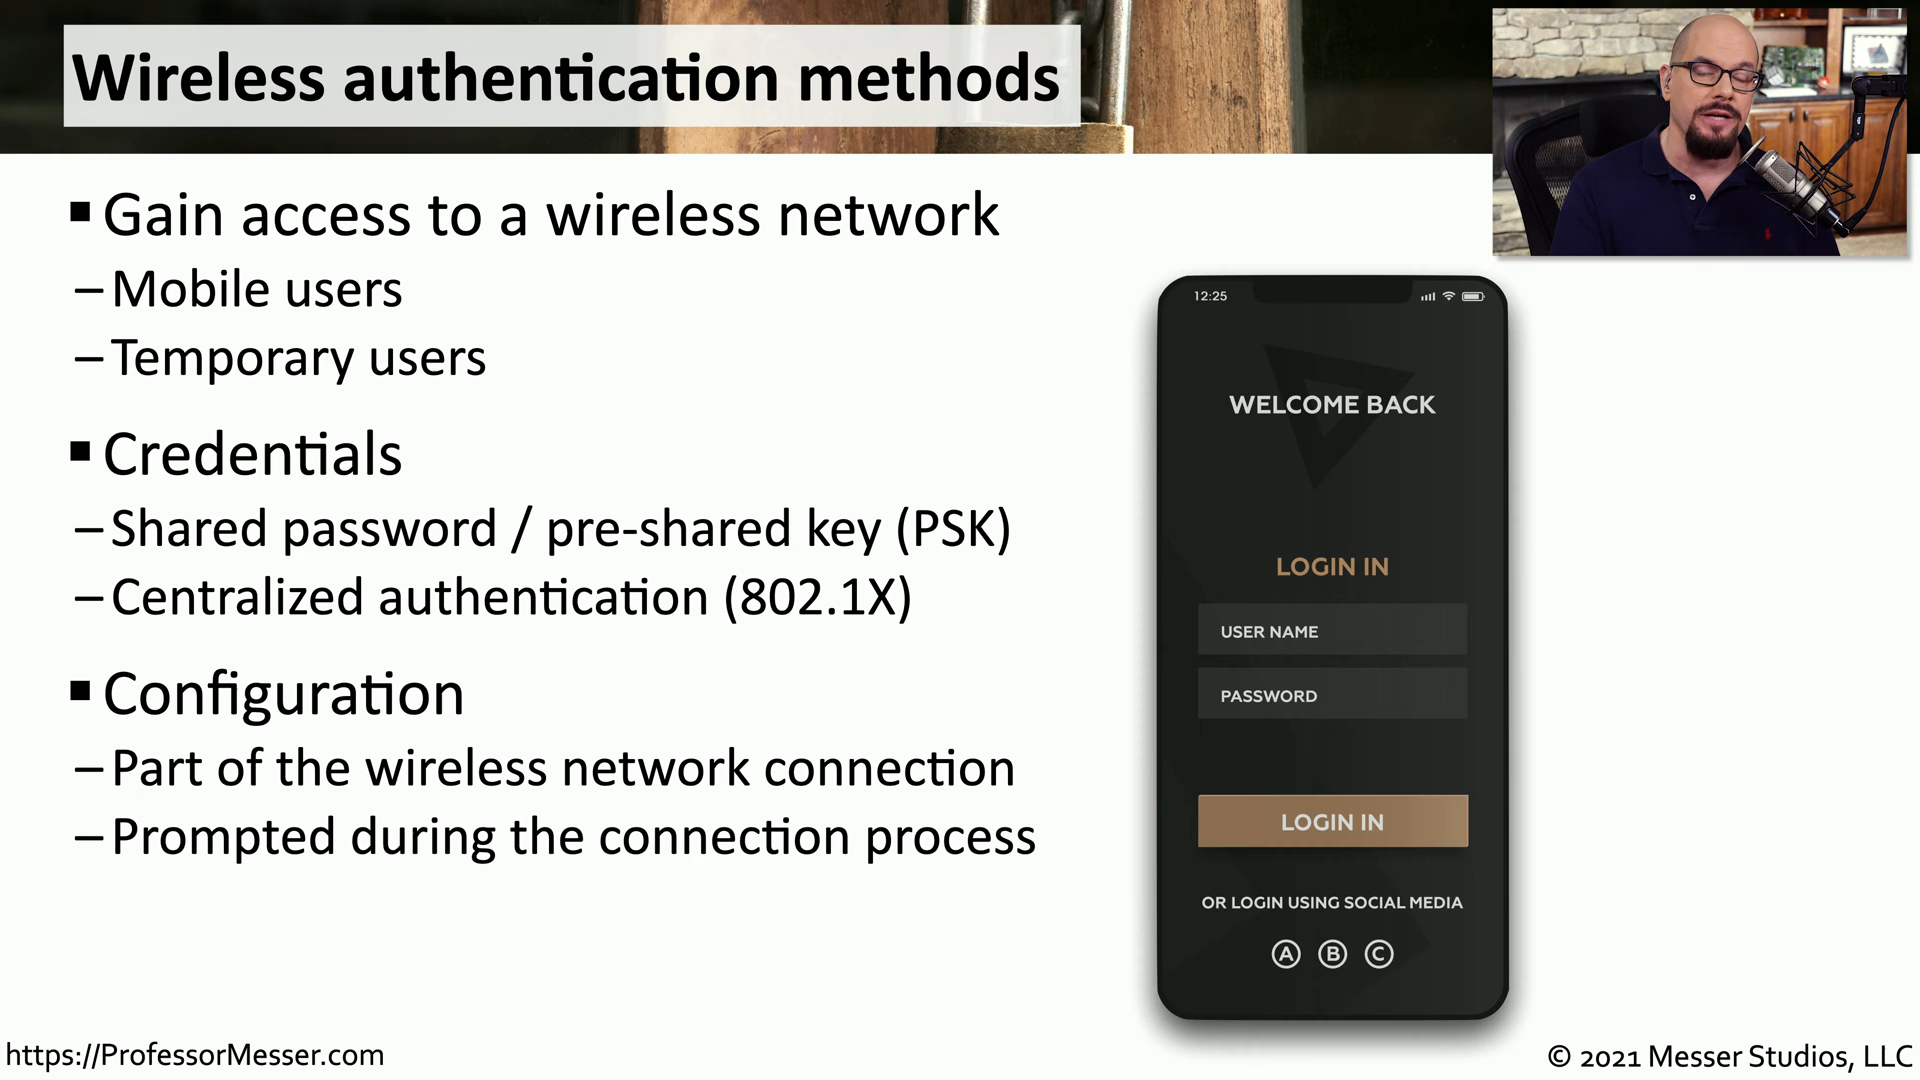 Wireless authentication methods
▪ Gain access to a wireless network
– Mobile users
– Temporary users
▪ Credentials
– Shared password / pre-shared key (PSK)
– Centralized authentication (802.1X)
▪ Configuration
– Part of the wireless network connection
– Prompted during the connection process
12:25
WELCOME BACK
LOGIN IN
USER NAME
PASSWORD
LOGIN IN
OR LOGIN USING SOCIAL MEDIA
A B C
https://ProfessorMesser.com
© 2021 Messer Studios, LLC